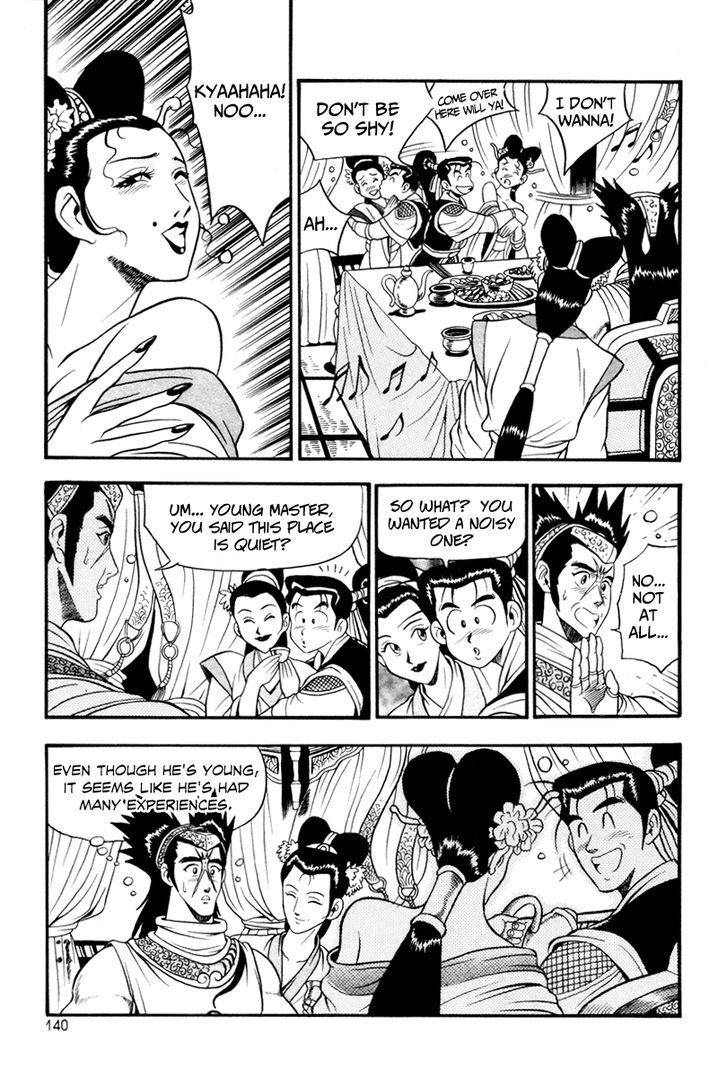 KYAAHAHA!
NOO...
DON'T BE
SO SHY!
COME OVER
HERE WILL YA!
I DON'T
WANNA!
AH...
UM... YOUNG MASTER,
YOU SAID THIS PLACE
IS QUIET?
SO WHAT? YOU
WANTED A NOISY
ONE?
NO...
NOT
AT
ALL...
EVEN THOUGH HE'S YOUNG,
IT SEEMS LIKE HE'S HAD
MANY EXPERIENCES.
140